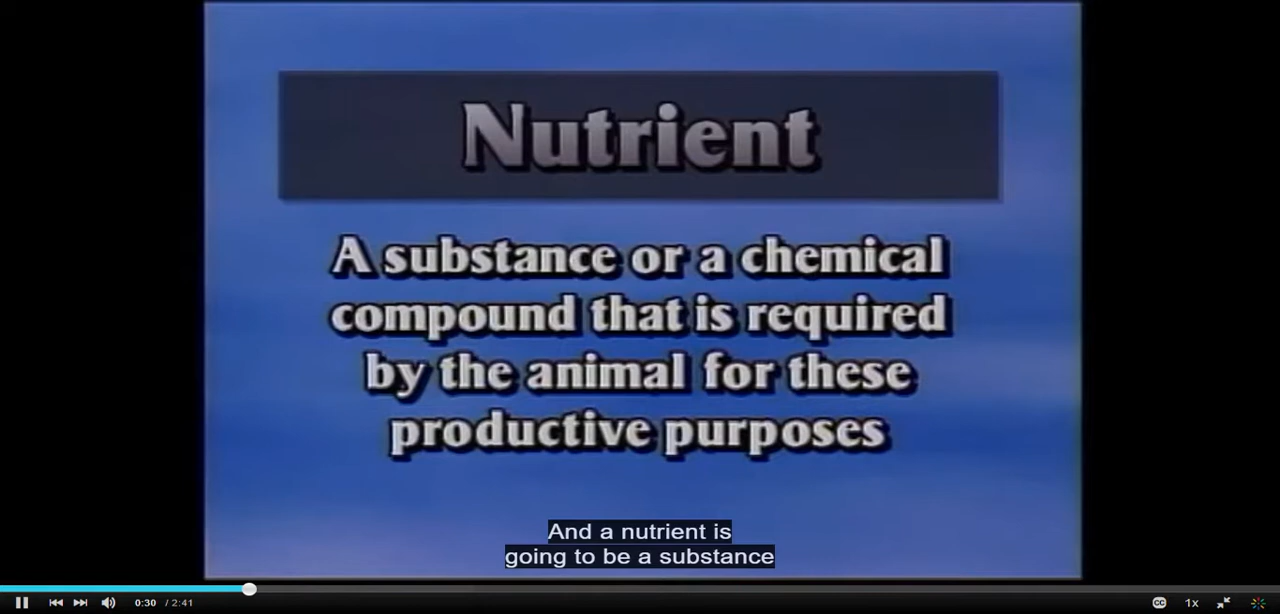 Nutrient
A substance or a chemical
compound that is required
by the animal for these
productive purposes
And a nutrient is
going to be a substance
0:30 / 2:41
CC
1x